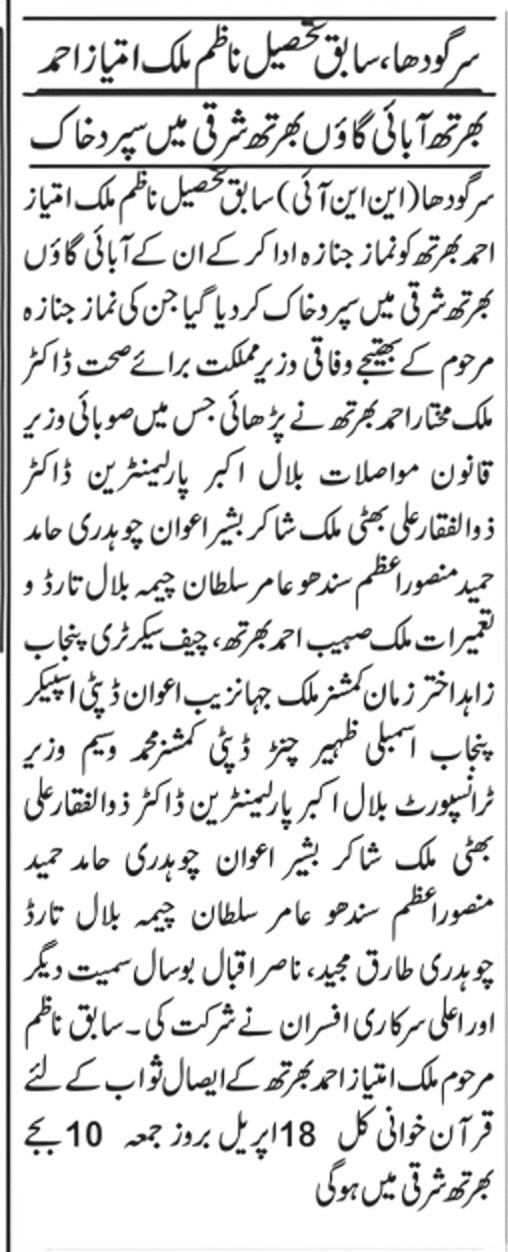 سرگودھا، سابق تحصیل ناظم ملک امتیاز احمد
بھرتھ آبائی گاؤں بھرتھ شرقی میں سپرد خاک
سرگودھا (این این آئی) سابق تحصیل ناظم ملک امتیاز
احمد بھرتھ کو نماز جنازہ ادا کر کے ان کے آبائی گاؤں
بھرتھ شرقی میں سپرد خاک کر دیا گیا جن کی نماز جنازہ
مرحوم کے بھتیجے وفاقی وزیر مملکت برائے صحت ڈاکٹر
ملک مختار احمد بھرتھ نے پڑھائی جس میں صوبائی وزیر
قانون مواصلات بلال اکبر پارلیمنٹرین ڈاکٹر
ذوالفقار علی بھٹی ملک شاکر بشیر اعوان چوہدری حامد
حمید منصور اعظم سندھو عامر سلطان چیمہ بلال تارڈ و
تعمیرات ملک صہیب احمد بھرتھ، چیف سیکرٹری پنجاب
زاہد اختر زمان کمشنر ملک جہانزیب اعوان ڈپٹی اسپیکر
پنجاب اسمبلی ظہیر چنڑ ڈپٹی کمشنر محمد وسیم وزیر
ٹرانسپورٹ بلال اکبر پارلیمنٹرین ڈاکٹر ذوالفقار علی
بھٹی ملک شاکر بشیر اعوان چوہدری حامد حمید
منصور اعظم سندھو عامر سلطان چیمہ بلال تارڈ
چوہدری طارق مجید، ناصر اقبال بوسال سمیت دیگر
اور اعلی سرکاری افسران نے شرکت کی۔ سابق ناظم
مرحوم ملک امتیاز احمد بھرتھ کے ایصال ثواب کے لئے
قرآن خوانی کل 18 اپریل بروز جمعہ 10 بجے
بھرتھ شرقی میں ہوگی